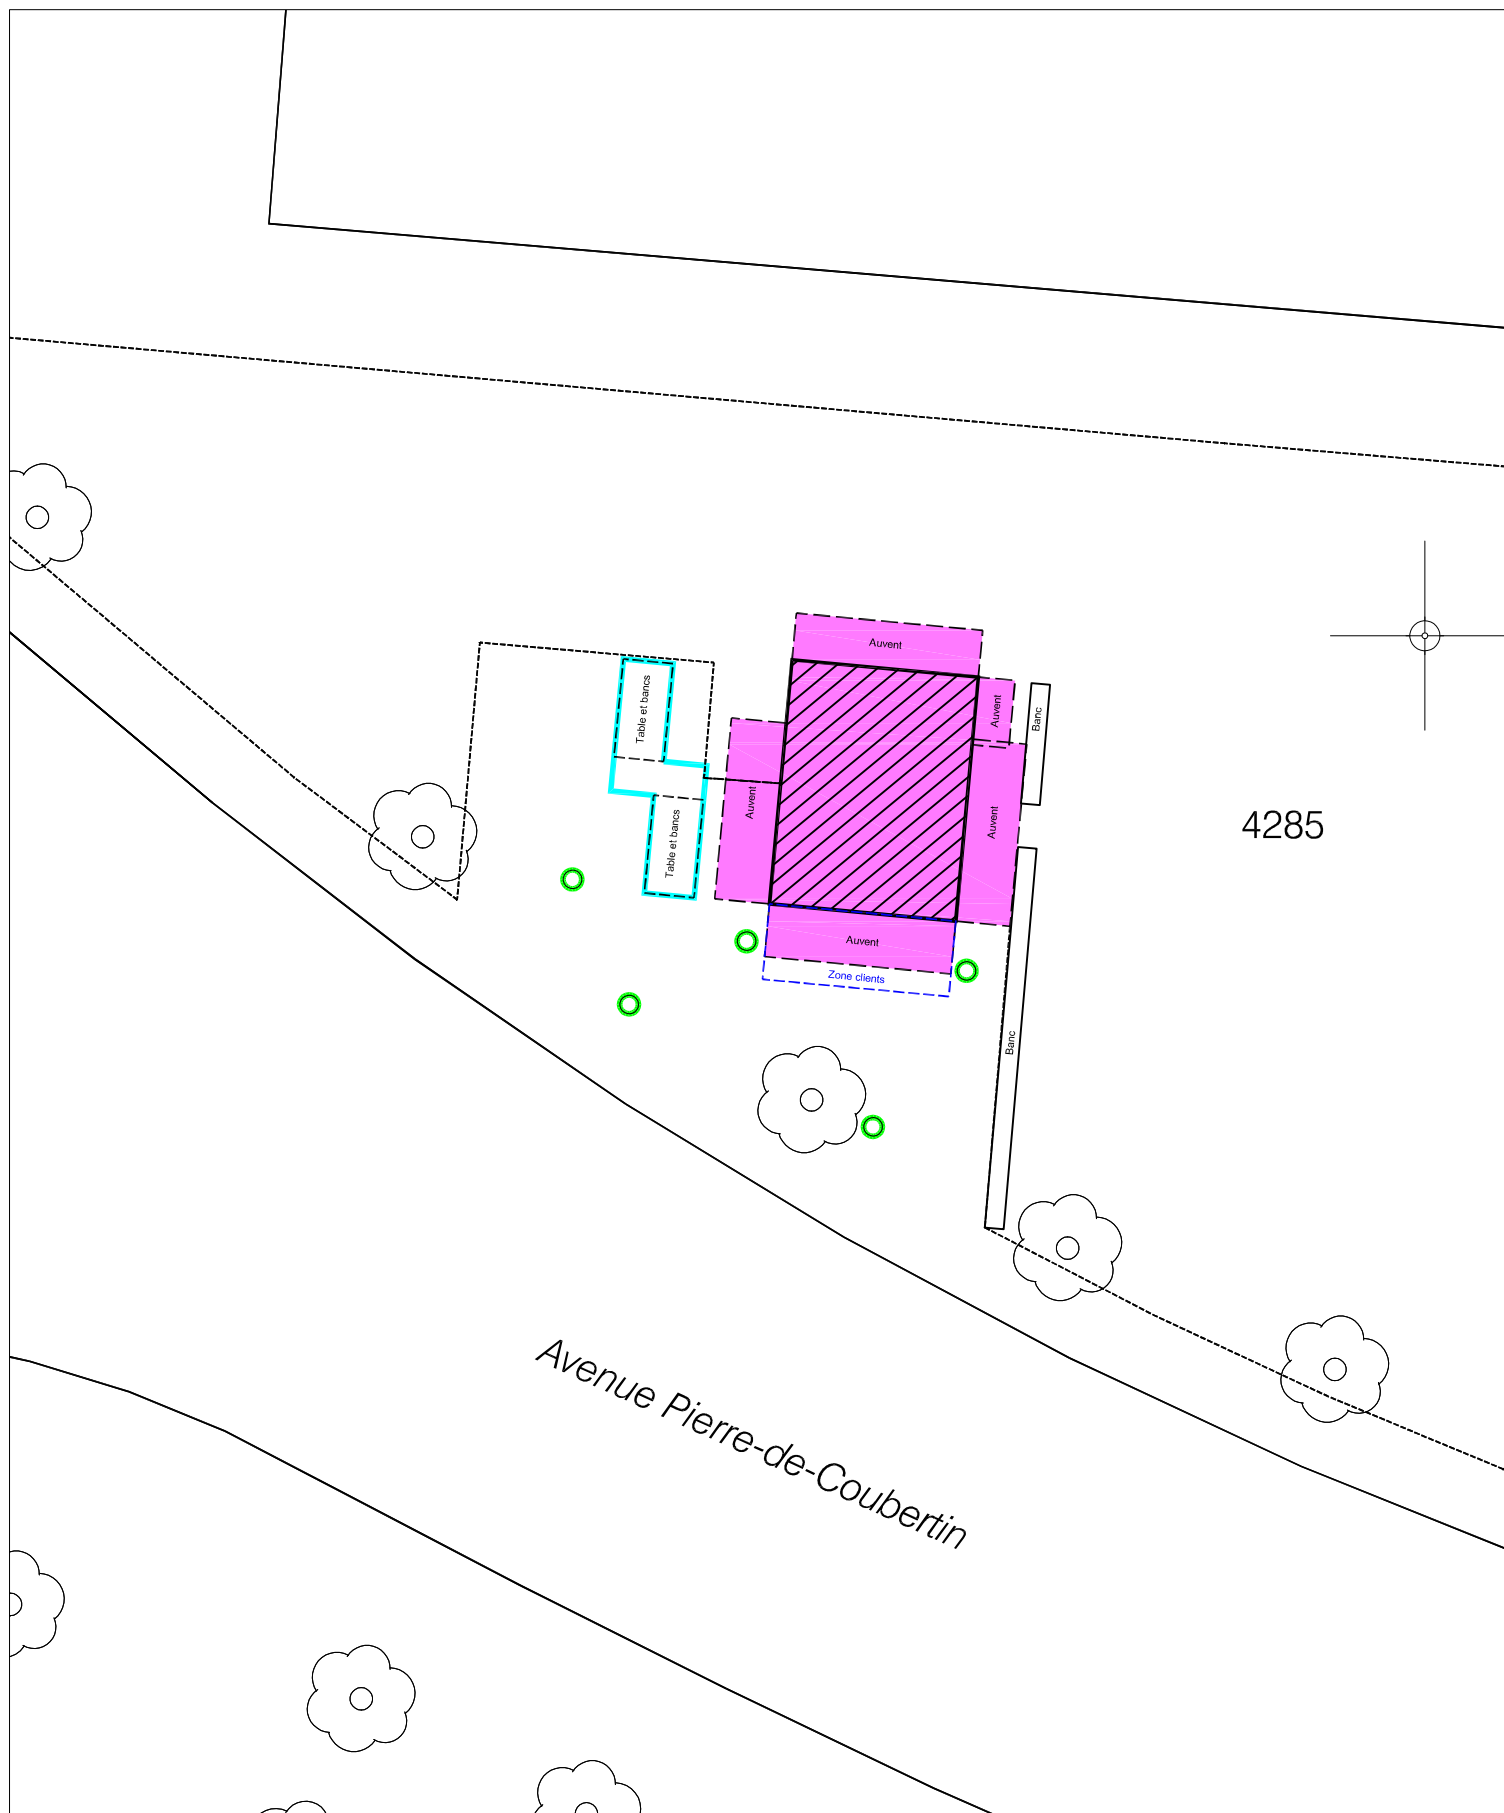 Auvent
Table et bancs
Auvent
Banc
Auvent
Auvent
4285
Table et bancs
Auvent
Zone clients
Banc
Avenue Pierre-de-Coubertin